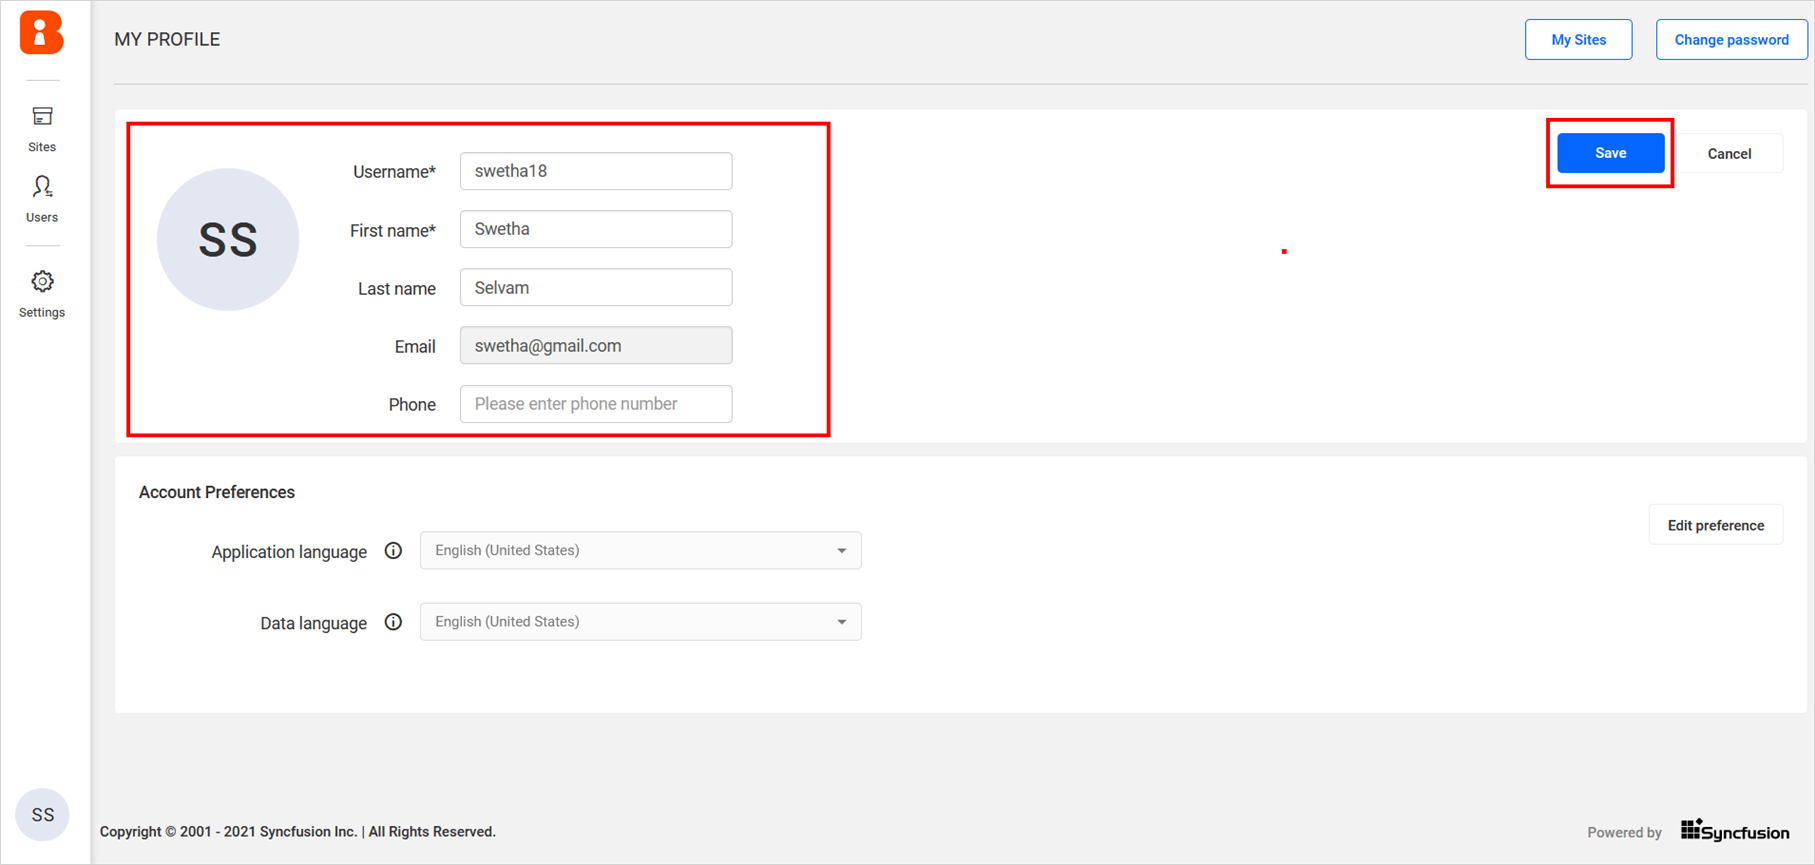 MY PROFILE
My Sites
Change password
Sites
Users
Settings
SS
Username*
swetha18
First name*
Swetha
Last name
Selvam
Email
swetha@gmail.com
Phone
Please enter phone number
Save
Cancel
Account Preferences
Edit preference
Application language
English (United States)
Data language
English (United States)
SS
Copyright © 2001 - 2021 Syncfusion Inc. | All Rights Reserved.
Powered by Syncfusion